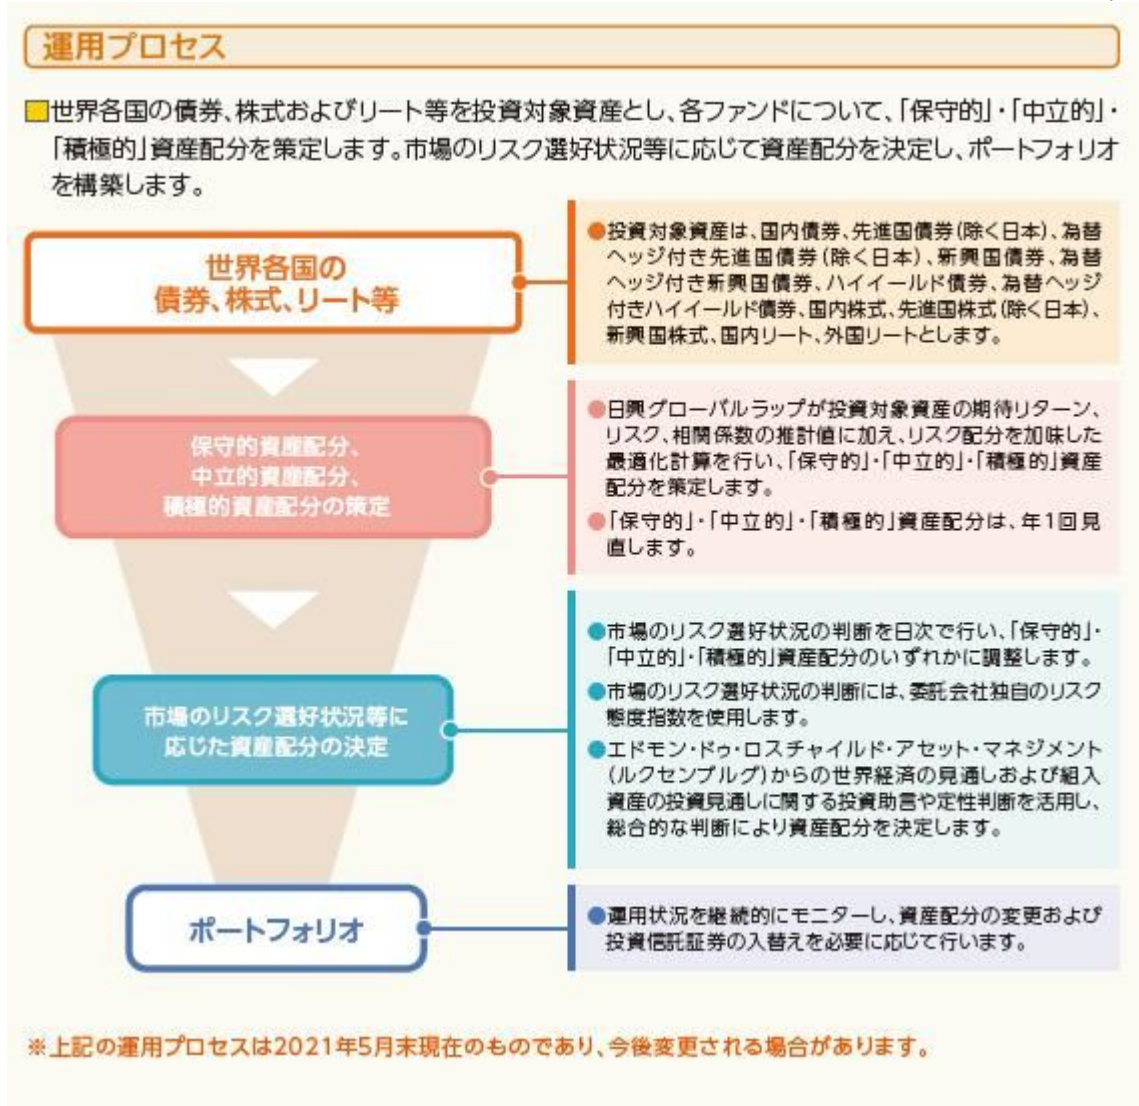 運用プロセス
■世界各国の債券、株式およびリート等を投資対象資産とし、各ファンドについて、「保守的」・「中立的」・
「積極的」資産配分を策定します。市場のリスク選好状況等に応じて資産配分を決定し、ポートフォリオ
を構築します。
世界各国の
債券、株式、リート等
●投資対象資産は、国内債券、先進国債券(除く日本)、為替
ヘッジ付き先進国債券(除く日本)、新興国債券、為替
ヘッジ付き新興国債券、ハイイールド債券、為替ヘッジ
付きハイイールド債券、国内株式、先進国株式(除く日本)、
新興国株式、国内リート、外国リートとします。
保守的資産配分、
中立的資産配分、
積極的資産配分の策定
●日興グローバルラップが投資対象資産の期待リターン、
リスク、相関係数の推計値に加え、リスク配分を加味した
最適化計算を行い、「保守的」・「中立的」・「積極的」資産
配分を策定します。
●「保守的」・「中立的」・「積極的」資産配分は、年1回見
直します。
市場のリスク選好状況等に
応じた資産配分の決定
●市場のリスク選好状況の判断を日次で行い、「保守的」・
「中立的」・「積極的」資産配分のいずれかに調整します。
●市場のリスク選好状況の判断には、委託会社独自のリスク
態度指数を使用します。
●エドモン・ドゥ・ロスチャイルド・アセット・マネジメント
(ルクセンブルグ)からの世界経済の見通しおよび組入
資産の投資見通しに関する投資助言や定性判断を活用し、
総合的な判断により資産配分を決定します。
ポートフォリオ
●運用状況を継続的にモニターし、資産配分の変更および
投資信託証券の入替えを必要に応じて行います。
※上記の運用プロセスは2021年5月末現在のものであり、今後変更される場合があります。